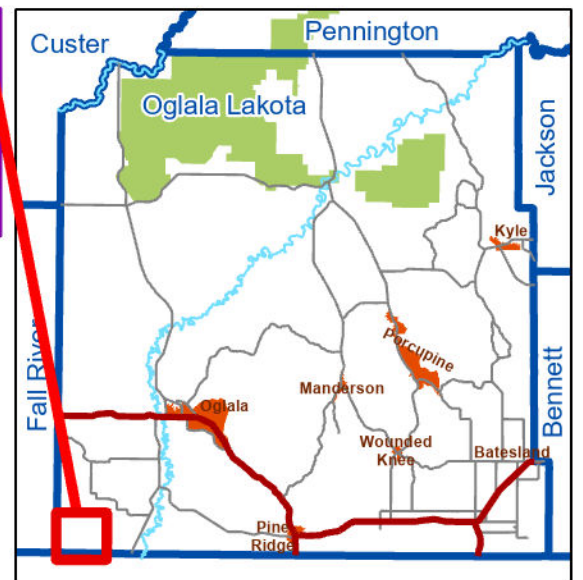 Custer
Pennington
Oglala Lakota
Jackson
Kyle
Fall River
Porcupine
Manderson
Oglala
Bennett
Wounded
Knee
Batesland
Pine
Ridge